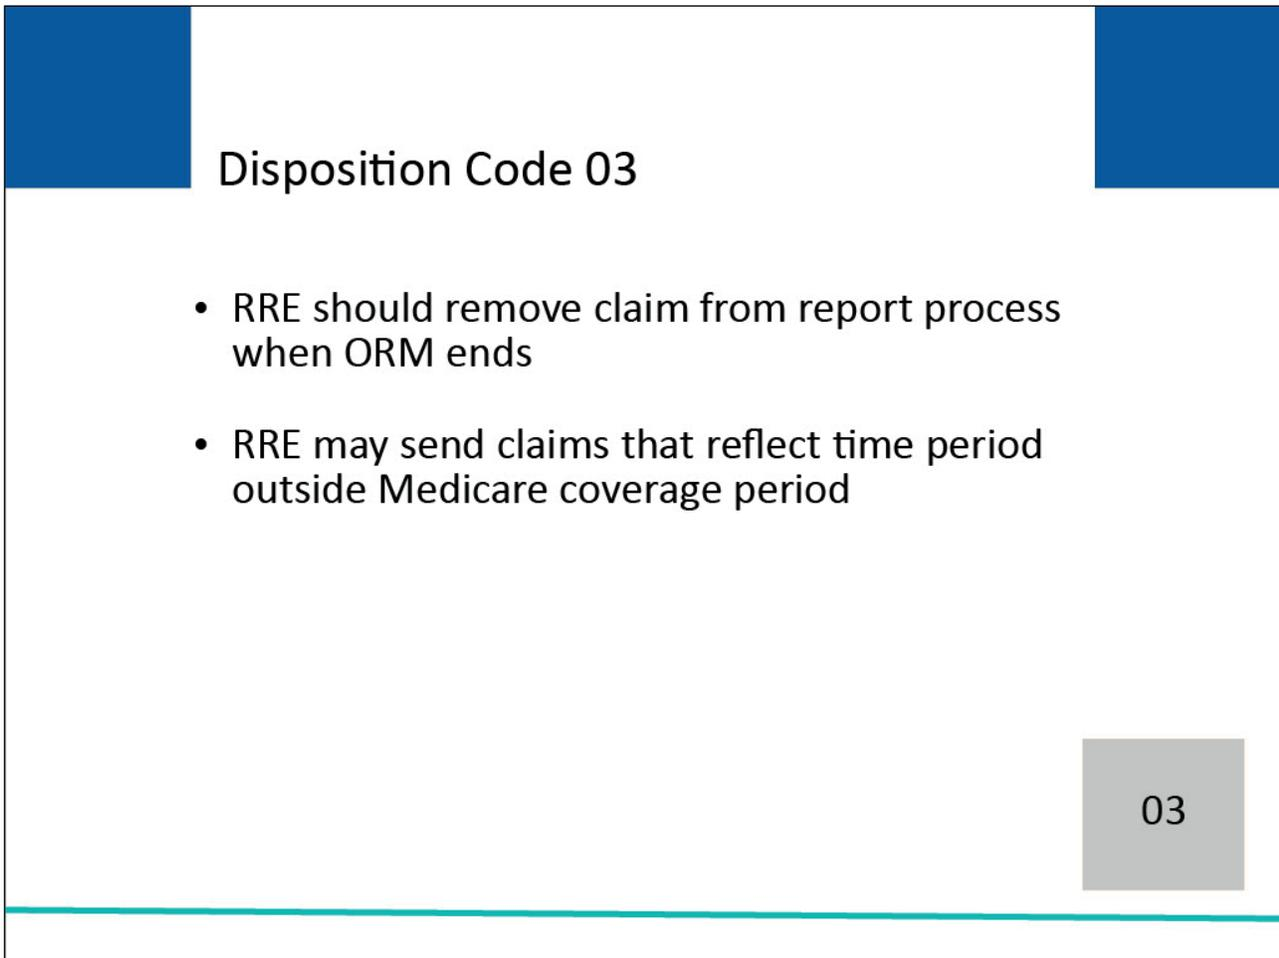 Disposition Code 03
• RRE should remove claim from report process
when ORM ends
• RRE may send claims that reflect time period
outside Medicare coverage period
03